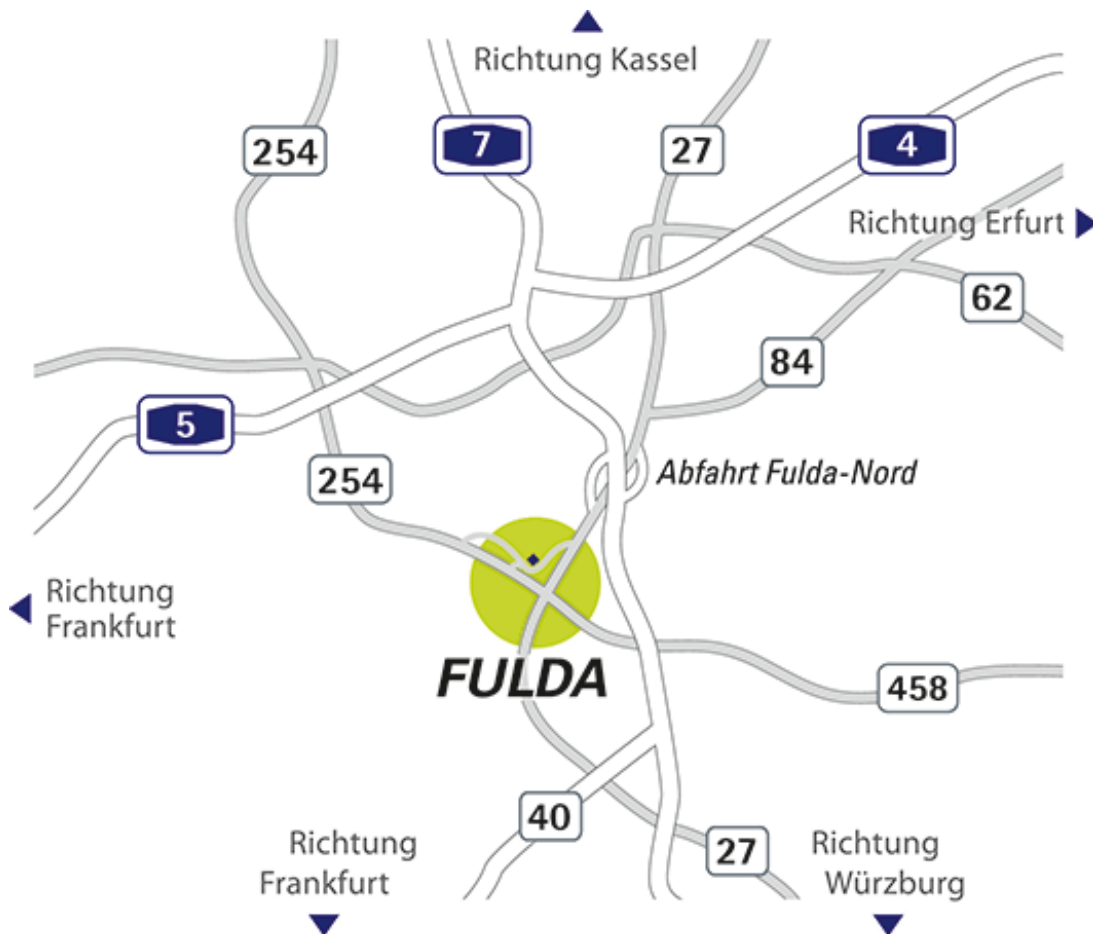 Richtung Kassel
254
7
27
4
Richtung Erfurt
62
84
5
254
Abfahrt Fulda-Nord
Richtung
Frankfurt
FULDA
458
40
27
Richtung
Frankfurt
Richtung
Würzburg